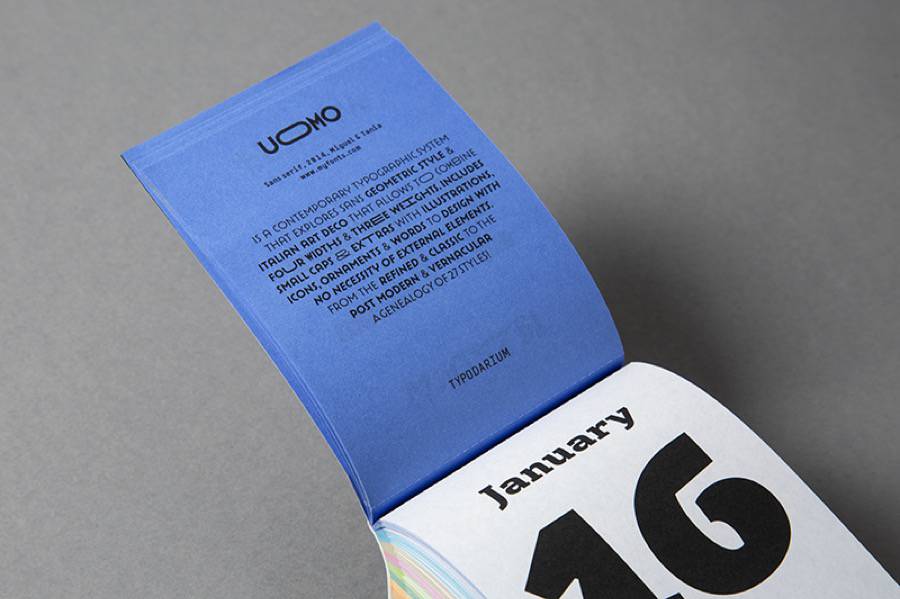 UOMO
Sans serif, 2014, Miguel & Tania
www.myfonts.com
IS A CONTEMPORARY TYPOGRAPHIC SYSTEM
THAT EXPLORES SANS GEOMETRIC STYLE &
ITALIAN ART DECO THAT ALLOWS TO COMBINE
FOUR WIDTHS & THREE WEIGHTS. INCLUDES
SMALL CAPS & EXTRAS WITH ILLUSTRATIONS,
ICONS, ORNAMENTS & WORDS TO DESIGN WITH
NO NECESSITY OF EXTERNAL ELEMENTS
FROM THE REFINED & CLASSIC TO THE
POST MODERN & VERNACULAR
A GENEALOGY OF 27 STYLES!
TYPODARIUM
January
16